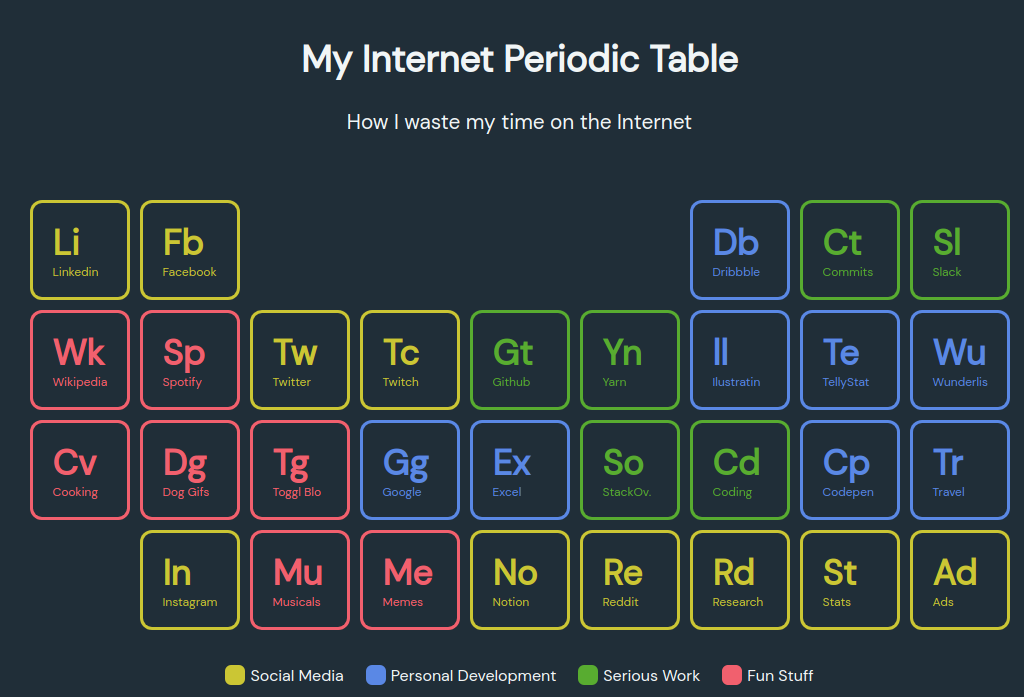 My Internet Periodic Table
How I waste my time on the Internet
Li Fb Db Ct Sl
Linkedin Facebook Dribbble Commits Slack
Wk Sp Tw Tc Gt Yn Il Te Wu
Wikipedia Spotify Twitter Twitch Github Yarn Ilustratin TellyStat Wunderlis
Cv Dg Tg Gg Ex So Cd Cp Tr
Cooking Dog Gifs Toggl Blo Google Excel StackOv. Coding Codepen Travel
In Mu Me No Re Rd St Ad
Instagram Musicals Memes Notion Reddit Research Stats Ads
Social Media Personal Development Serious Work Fun Stuff